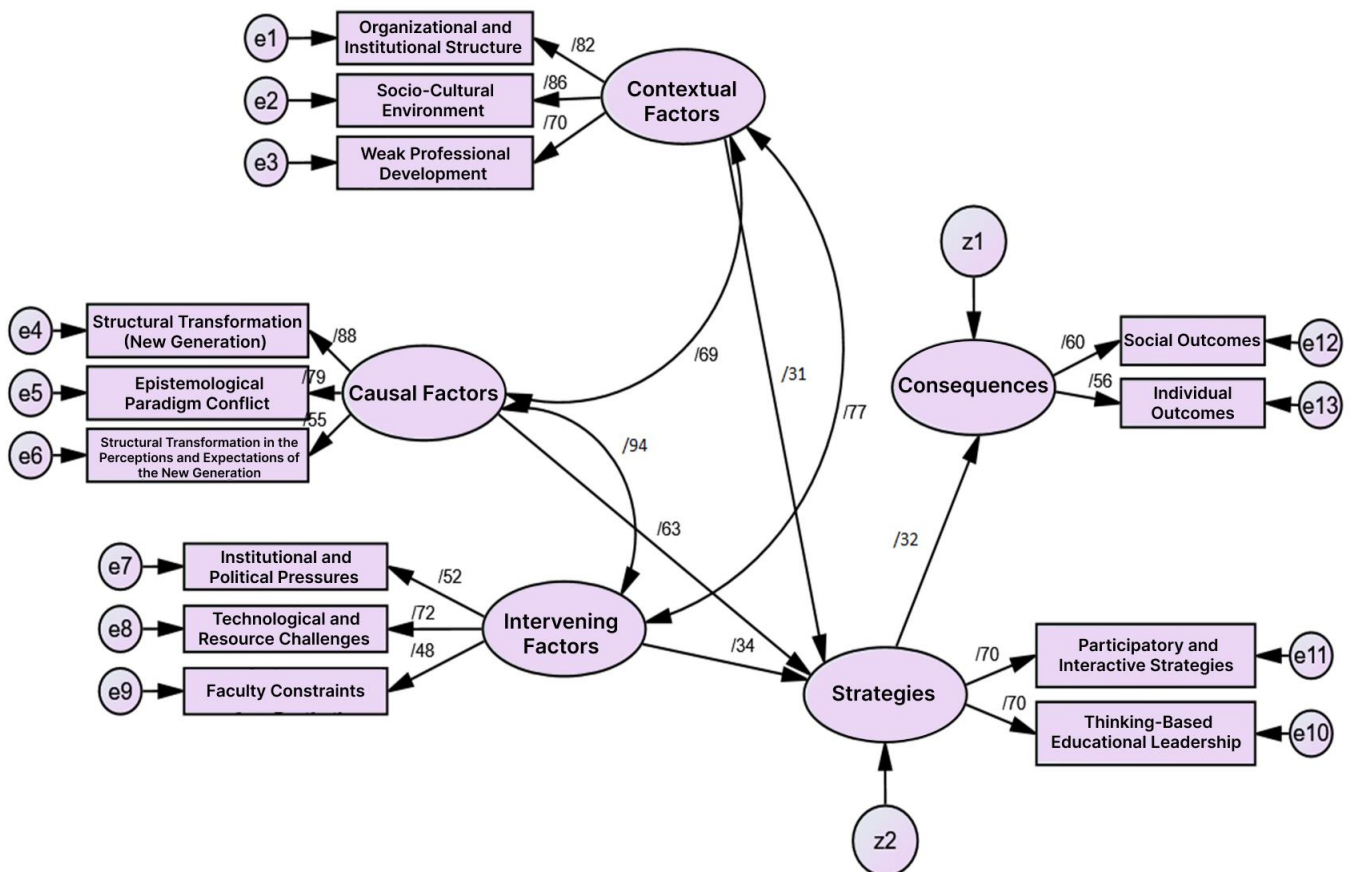 e1
Organizational and
Institutional Structure
/82
e2
Socio-Cultural
Environment
/86
e3
Weak Professional
Development
/70
Contextual
Factors
z1
e4
Structural Transformation
(New Generation)
/88
e5
Epistemological
Paradigm Conflict
/79
e6
Structural Transformation in the
Perceptions and Expectations of
the New Generation
/55
Causal Factors
/69
/31
/77
/94
/63
Consequences
/60
Social Outcomes
e12
/56
Individual
Outcomes
e13
/32
e7
Institutional and
Political Pressures
/52
e8
Technological and
Resource Challenges
/72
e9
Faculty Constraints
/48
Intervening
Factors
/34
Strategies
/70
Participatory and
Interactive Strategies
e11
/70
Thinking-Based
Educational Leadership
e10
z2